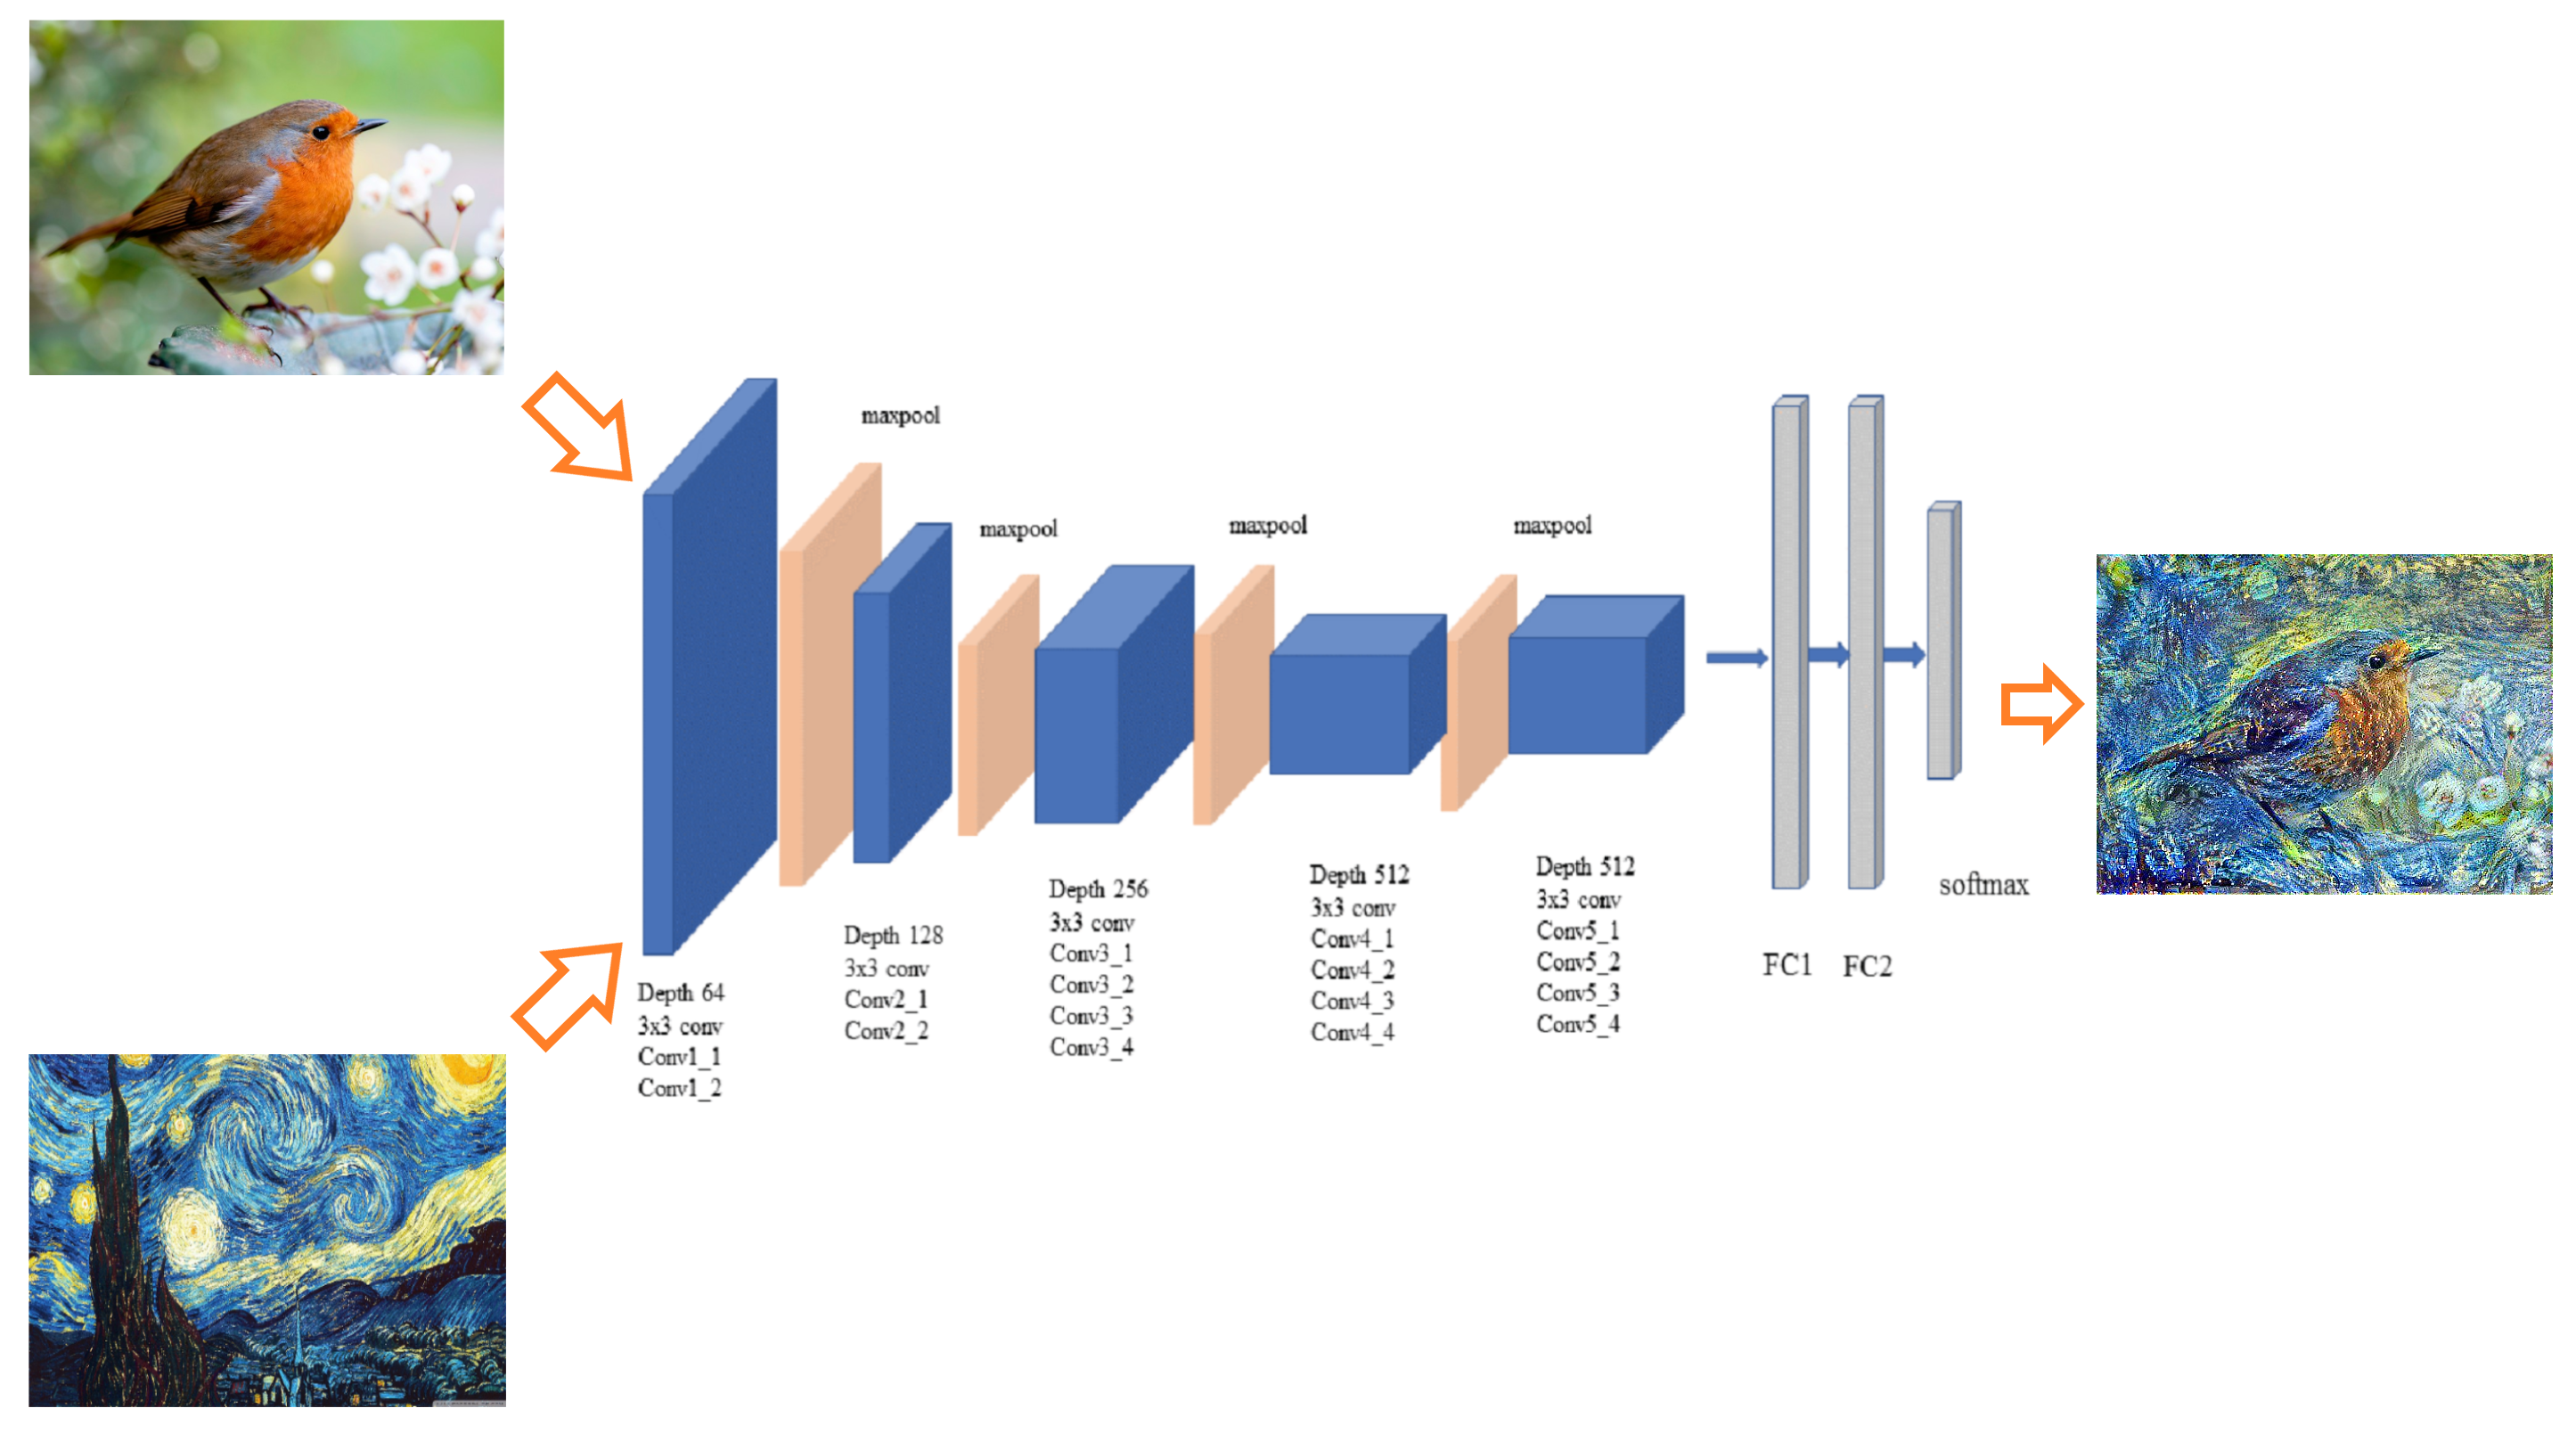 maxpool
maxpool
maxpool
maxpool
Depth 64
3x3 conv
Conv1_1
Conv1_2
Depth 128
3x3 conv
Conv2_1
Conv2_2
Depth 256
3x3 conv
Conv3_1
Conv3_2
Conv3_3
Conv3_4
Depth 512
3x3 conv
Conv4_1
Conv4_2
Conv4_3
Conv4_4
Depth 512
3x3 conv
Conv5_1
Conv5_2
Conv5_3
Conv5_4
FC1
FC2
softmax